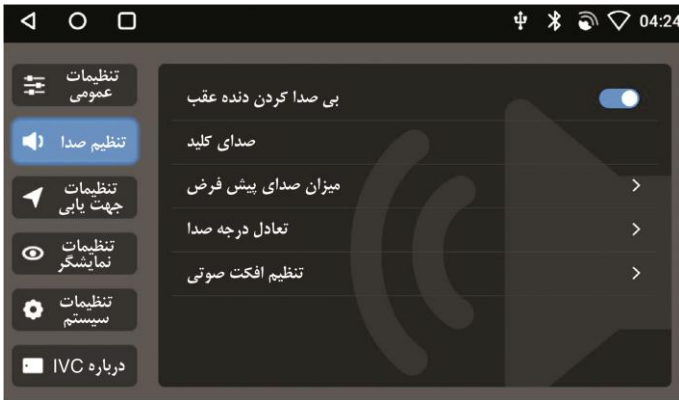 04:24
تنظیمات
عمومی
تنظیم صدا
تنظیمات
جهت یابی
تنظیمات
نمایشگر
تنظیمات
سیستم
درباره IVC
بی صدا کردن دنده عقب
صدای کلید
میزان صدای پیش فرض
تعادل درجه صدا
تنظیم افکت صوتی